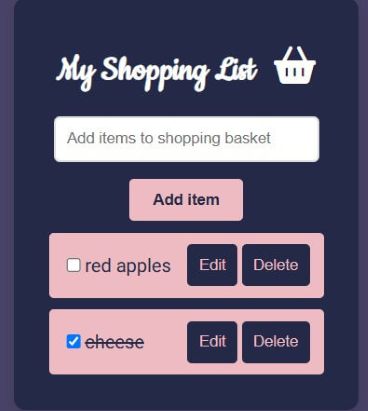 My Shopping List
Add items to shopping basket
Add item
red apples Edit Delete
cheese Edit Delete